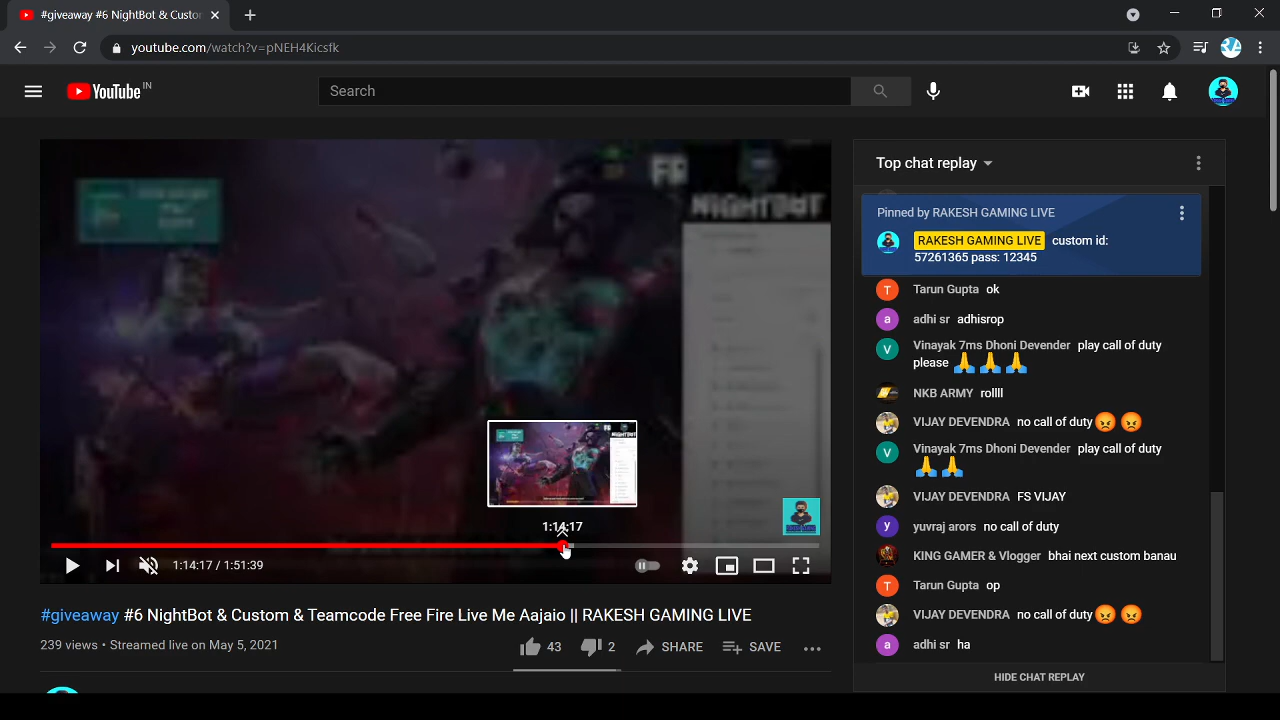 #giveaway #6 NightBot & Custor
youtube.com/watch?v=pNEH4Kicsfk
YouTube IN
Search
FG
NIGHTBOT
NIGHTBOT
1:14:17
1:14:17 / 1:51:39
#giveaway #6 NightBot & Custom & Teamcode Free Fire Live Me Aajaio || RAKESH GAMING LIVE
239 views • Streamed live on May 5, 2021
43
2
SHARE
SAVE
Top chat replay
Pinned by RAKESH GAMING LIVE
RAKESH GAMING LIVE custom id:
57261365 pass: 12345
T Tarun Gupta ok
a adhi sr adhisrop
V Vinayak 7ms Dhoni Devender play call of duty
please 🙏🙏🙏
NKB ARMY rollll
VIJAY DEVENDRA no call of duty😡😡
V Vinayak 7ms Dhoni Devender play call of duty
🙏🙏
VIJAY DEVENDRA FS VIJAY
y yuvraj arors no call of duty
KING GAMER & Vlogger bhai next custom banau
T Tarun Gupta op
VIJAY DEVENDRA no call of duty😡😡
a adhi sr ha
HIDE CHAT REPLAY